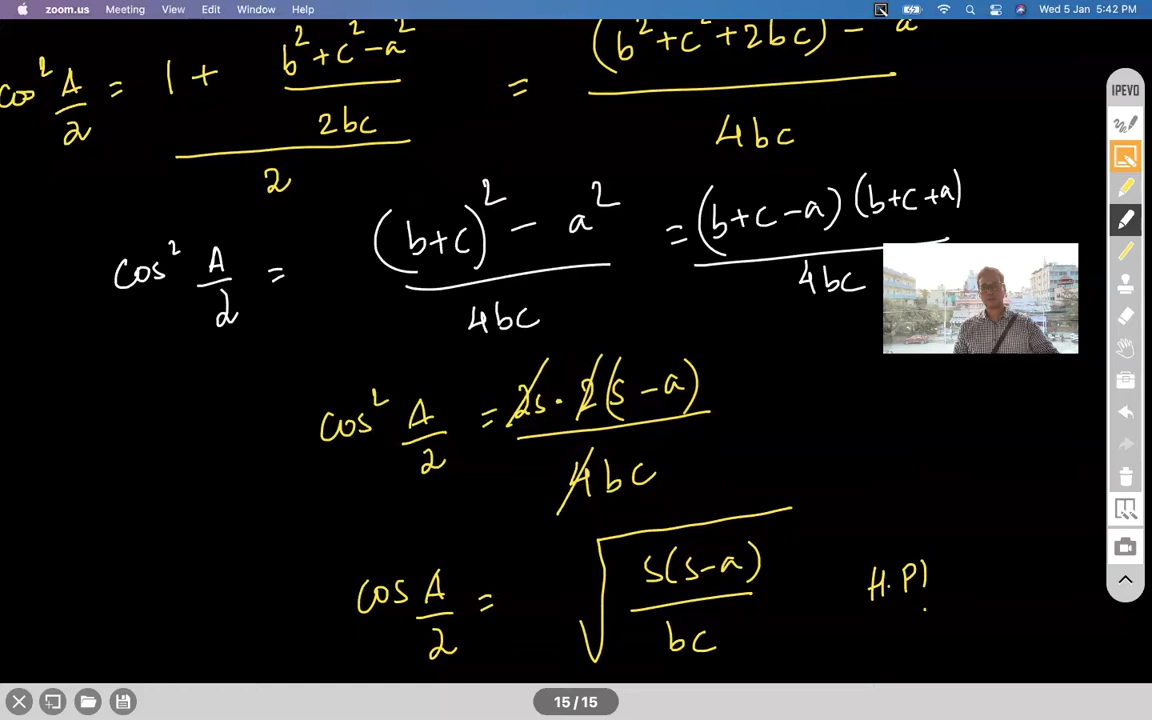 zoom.us Meeting View Edit Window Help Wed 5 Jan 5:42 PM
cos² A/2 = (1 + (b²+c²-a²)/2bc)/2 = ((b²+c²+2bc) - a)/4bc
cos² A/2 = ((b+c)² - a²)/4bc = (b+c-a)(b+c+a)/4bc
cos² A/2 = 2s·2(s-a)/4bc
cos A/2 = √(s(s-a)/bc) H.P!
IPEVO
15/15